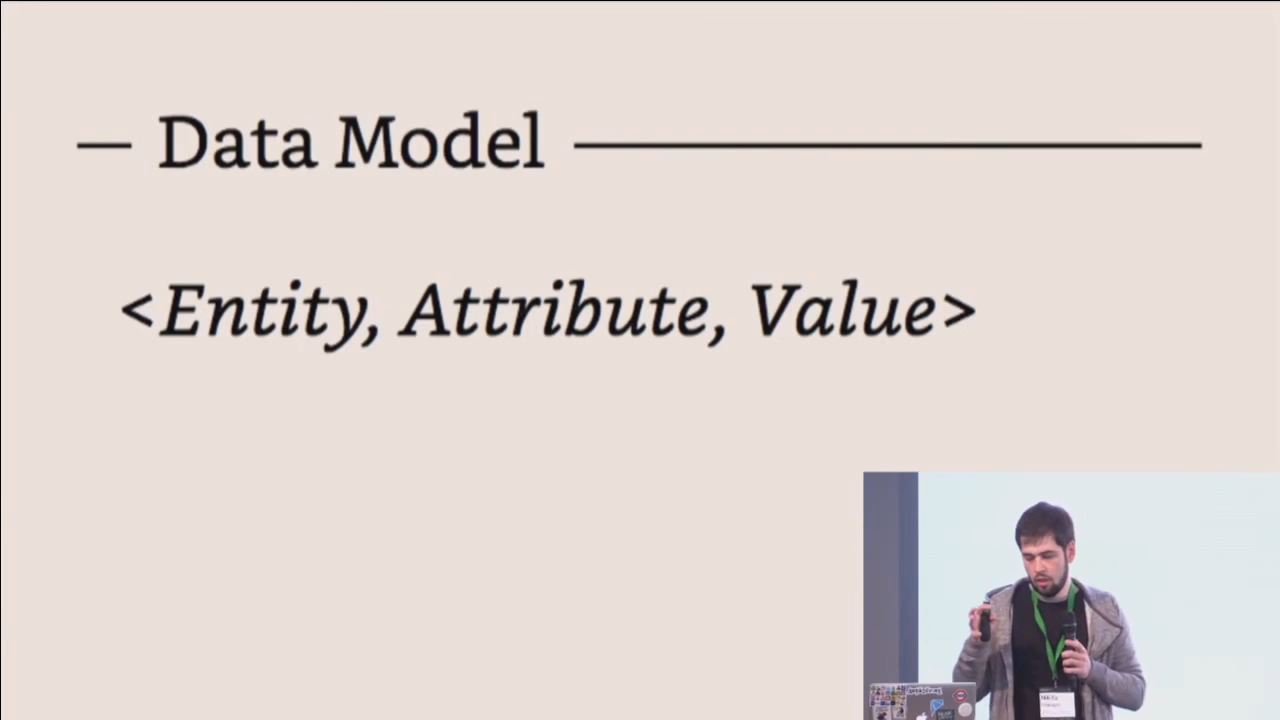 Data Model
<Entity, Attribute, Value>